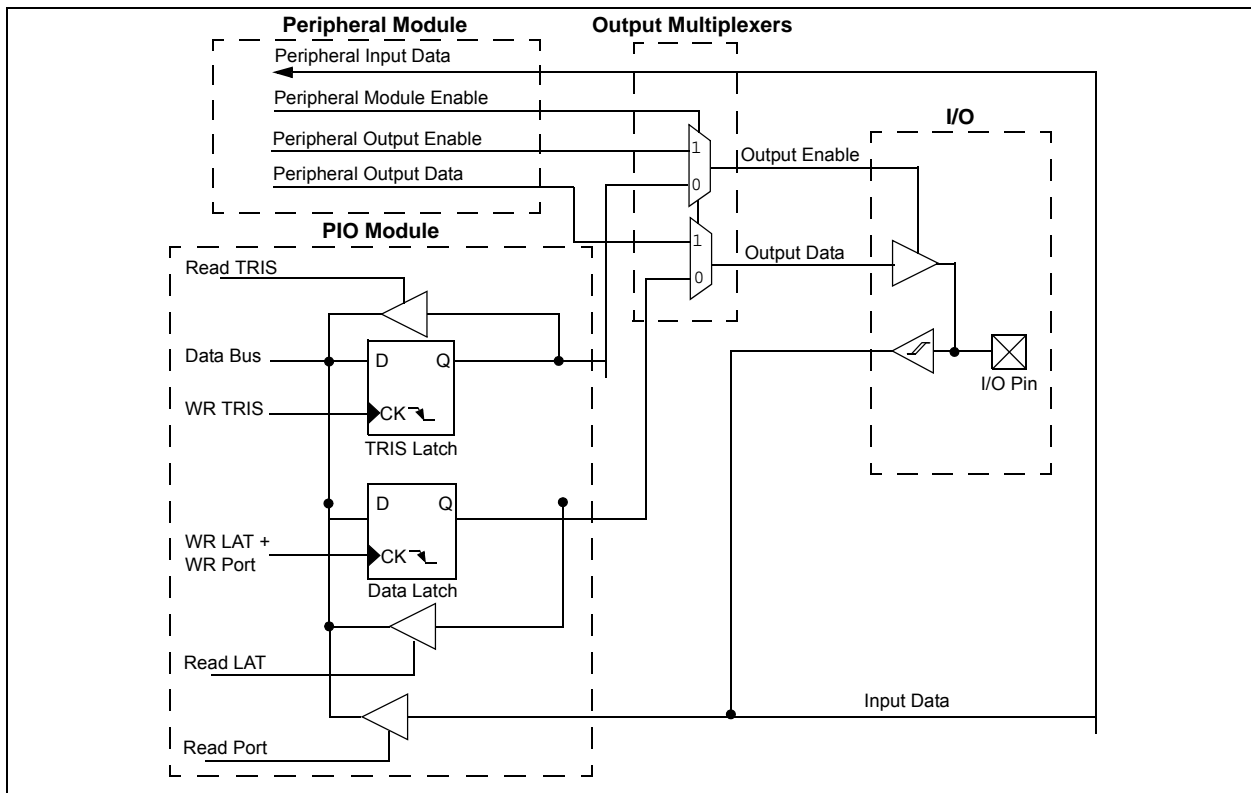 Peripheral Module
Output Multiplexers
Peripheral Input Data
Peripheral Module Enable
Peripheral Output Enable
Peripheral Output Data
1
0
Output Enable
1
0
Output Data
I/O
I/O Pin
PIO Module
Read TRIS
Data Bus
D
Q
WR TRIS
CK
TRIS Latch
D
Q
WR LAT +
WR Port
CK
Data Latch
Read LAT
Input Data
Read Port